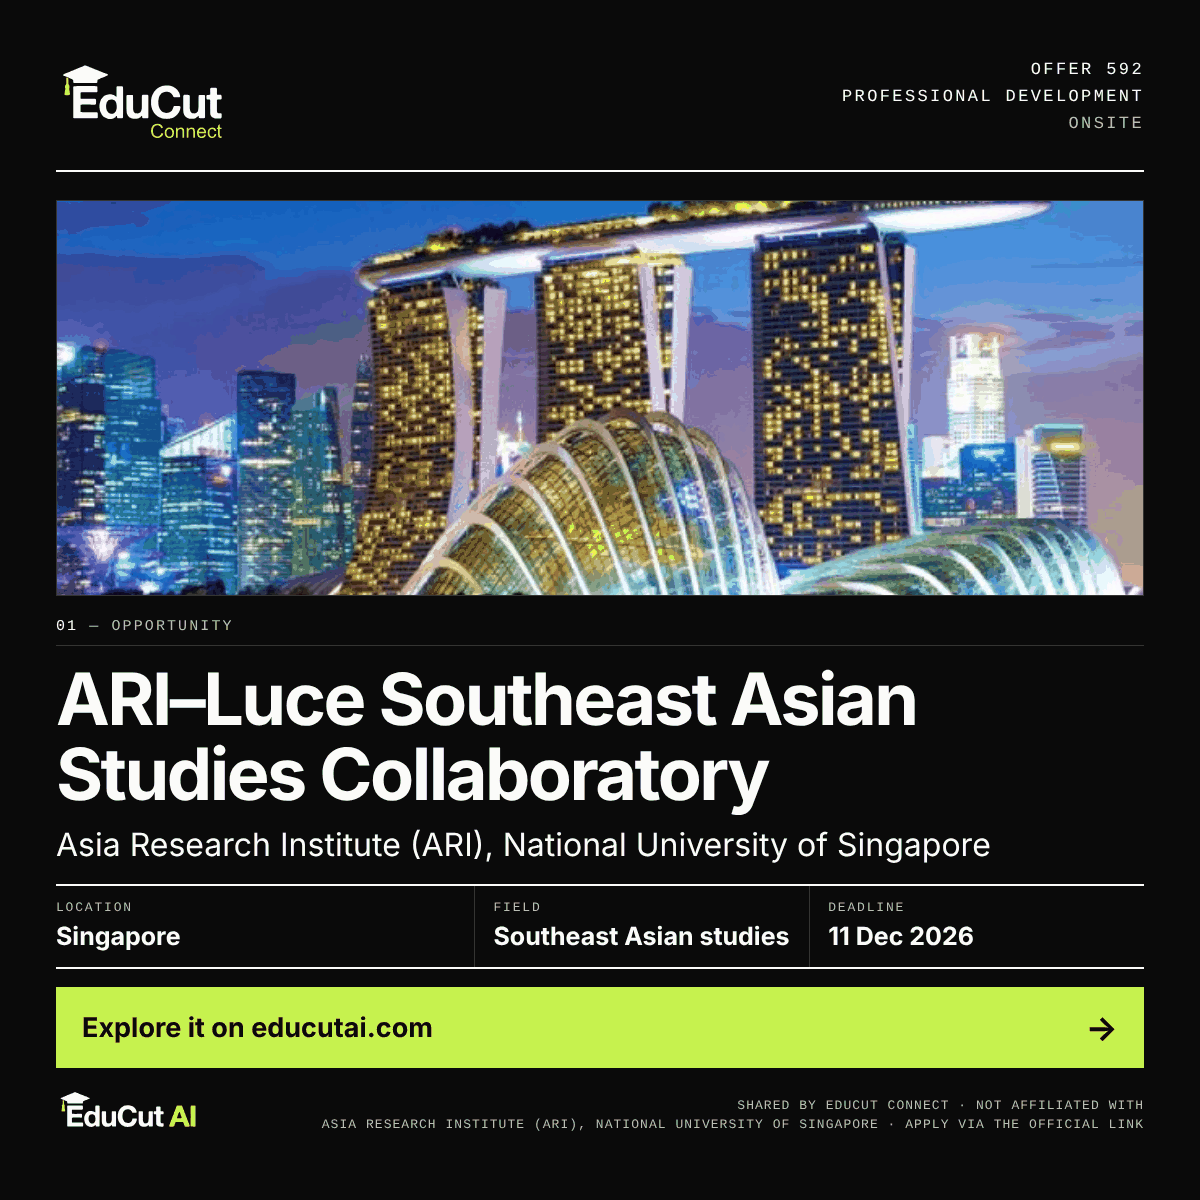 EduCut
Connect
OFFER 592
PROFESSIONAL DEVELOPMENT
ONSITE
01 — OPPORTUNITY
ARI–Luce Southeast Asian
Studies Collaboratory
Asia Research Institute (ARI), National University of Singapore
LOCATION
Singapore
FIELD
Southeast Asian studies
DEADLINE
11 Dec 2026
Explore it on educutai.com →
EduCut AI
SHARED BY EDUCUT CONNECT · NOT AFFILIATED WITH
ASIA RESEARCH INSTITUTE (ARI), NATIONAL UNIVERSITY OF SINGAPORE · APPLY VIA THE OFFICIAL LINK